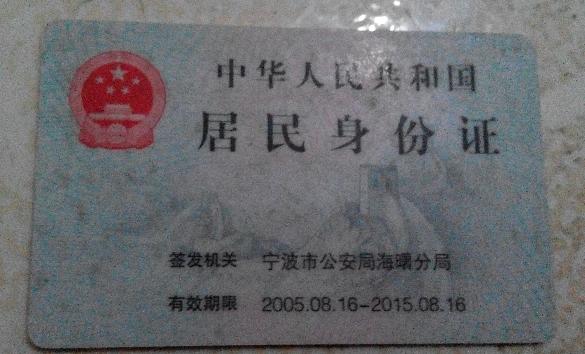 中华人民共和国
居民身份证
签发机关 宁波市公安局海曙分局
有效期限 2005.08.16-2015.08.16